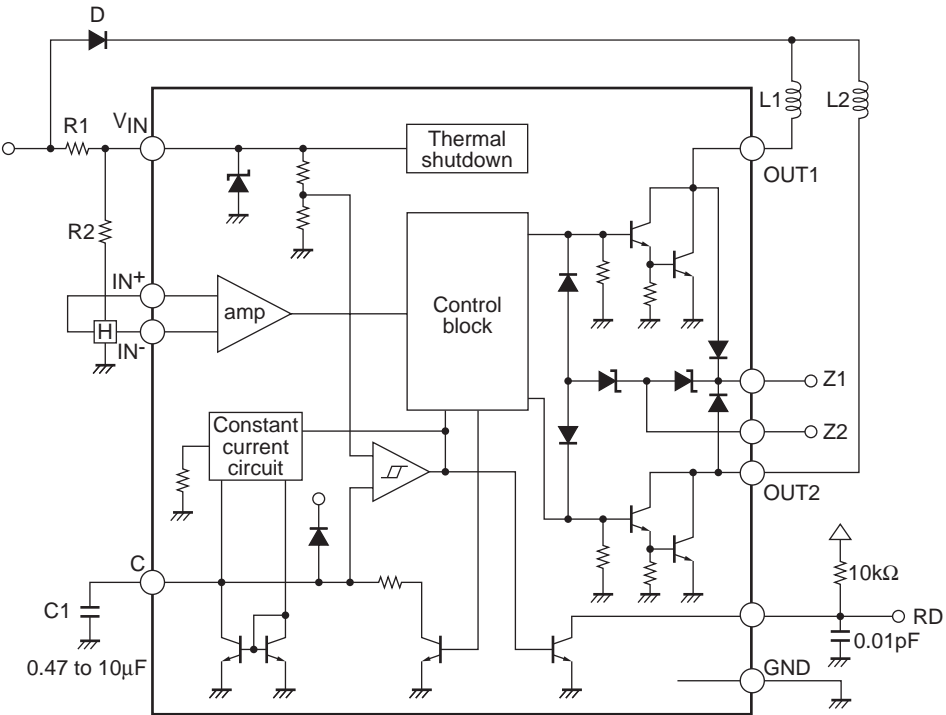 D
L1
L2
R1
VIN
Thermal
shutdown
OUT1
R2
IN+
amp
Control
block
H
IN-
Z1
Constant
current
circuit
Z2
OUT2
C
10kΩ
C1
RD
0.01pF
0.47 to 10μF
GND